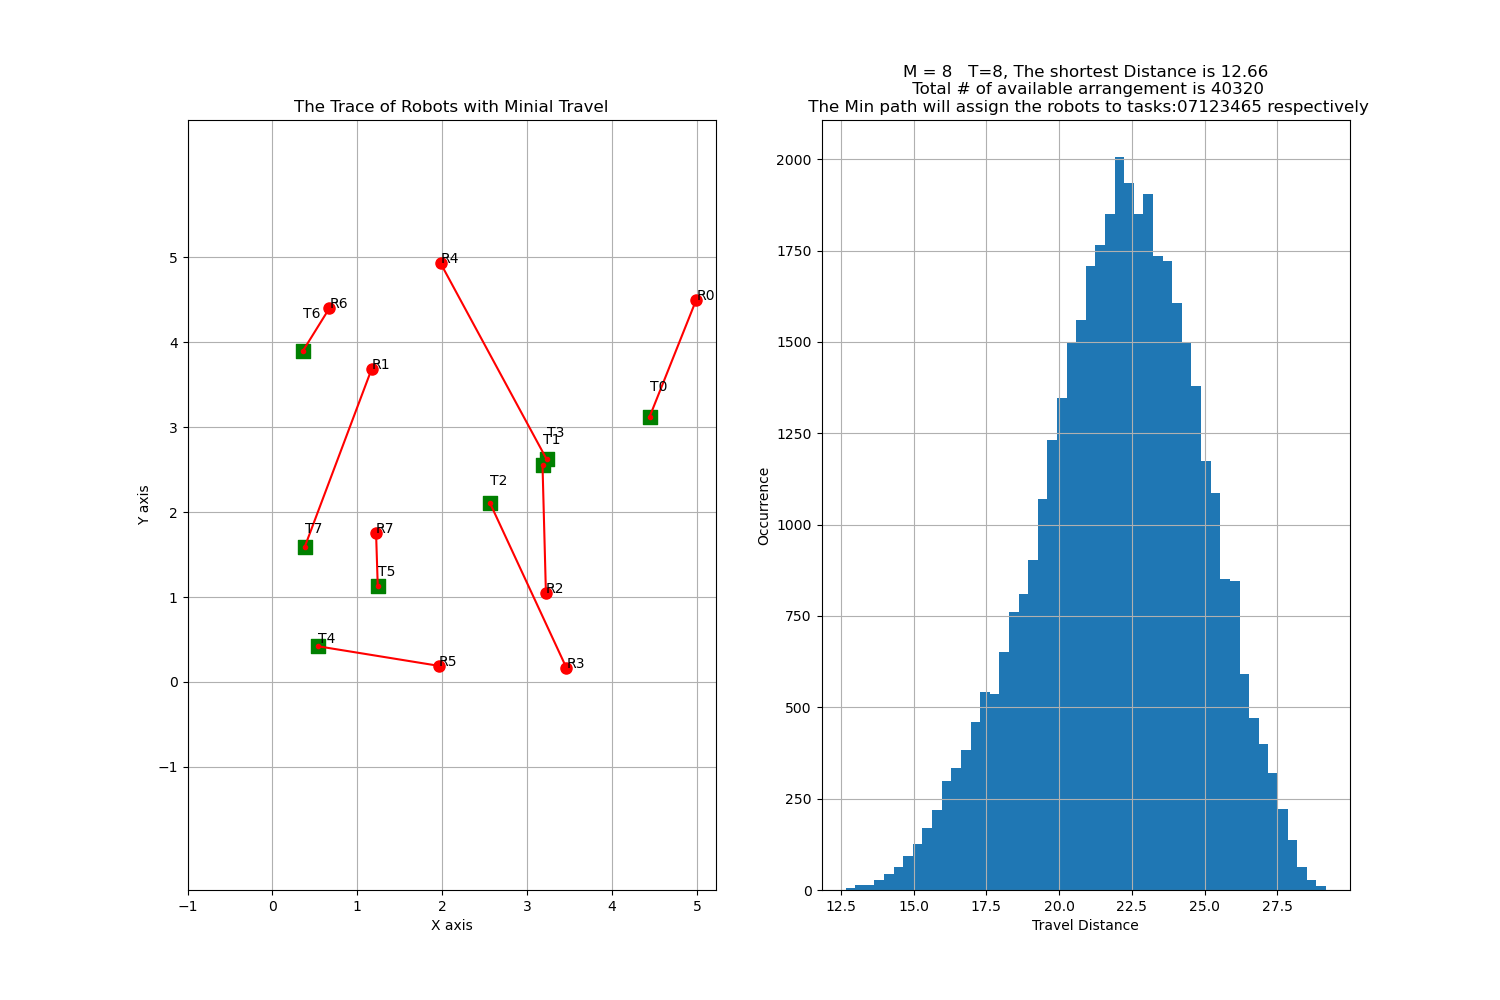 The Trace of Robots with Minial Travel
5
4
3
2
1
0
−1
Y axis
R4
R0
R6
T6
R1
T0
T3
T1
T2
T7
R7
T5
R2
T4
R5
R3
−1 0 1 2 3 4 5
X axis
M = 8 T=8, The shortest Distance is 12.66
Total # of available arrangement is 40320
The Min path will assign the robots to tasks:07123465 respectively
2000
1750
1500
1250
1000
750
500
250
0
Occurrence
12.5 15.0 17.5 20.0 22.5 25.0 27.5
Travel Distance